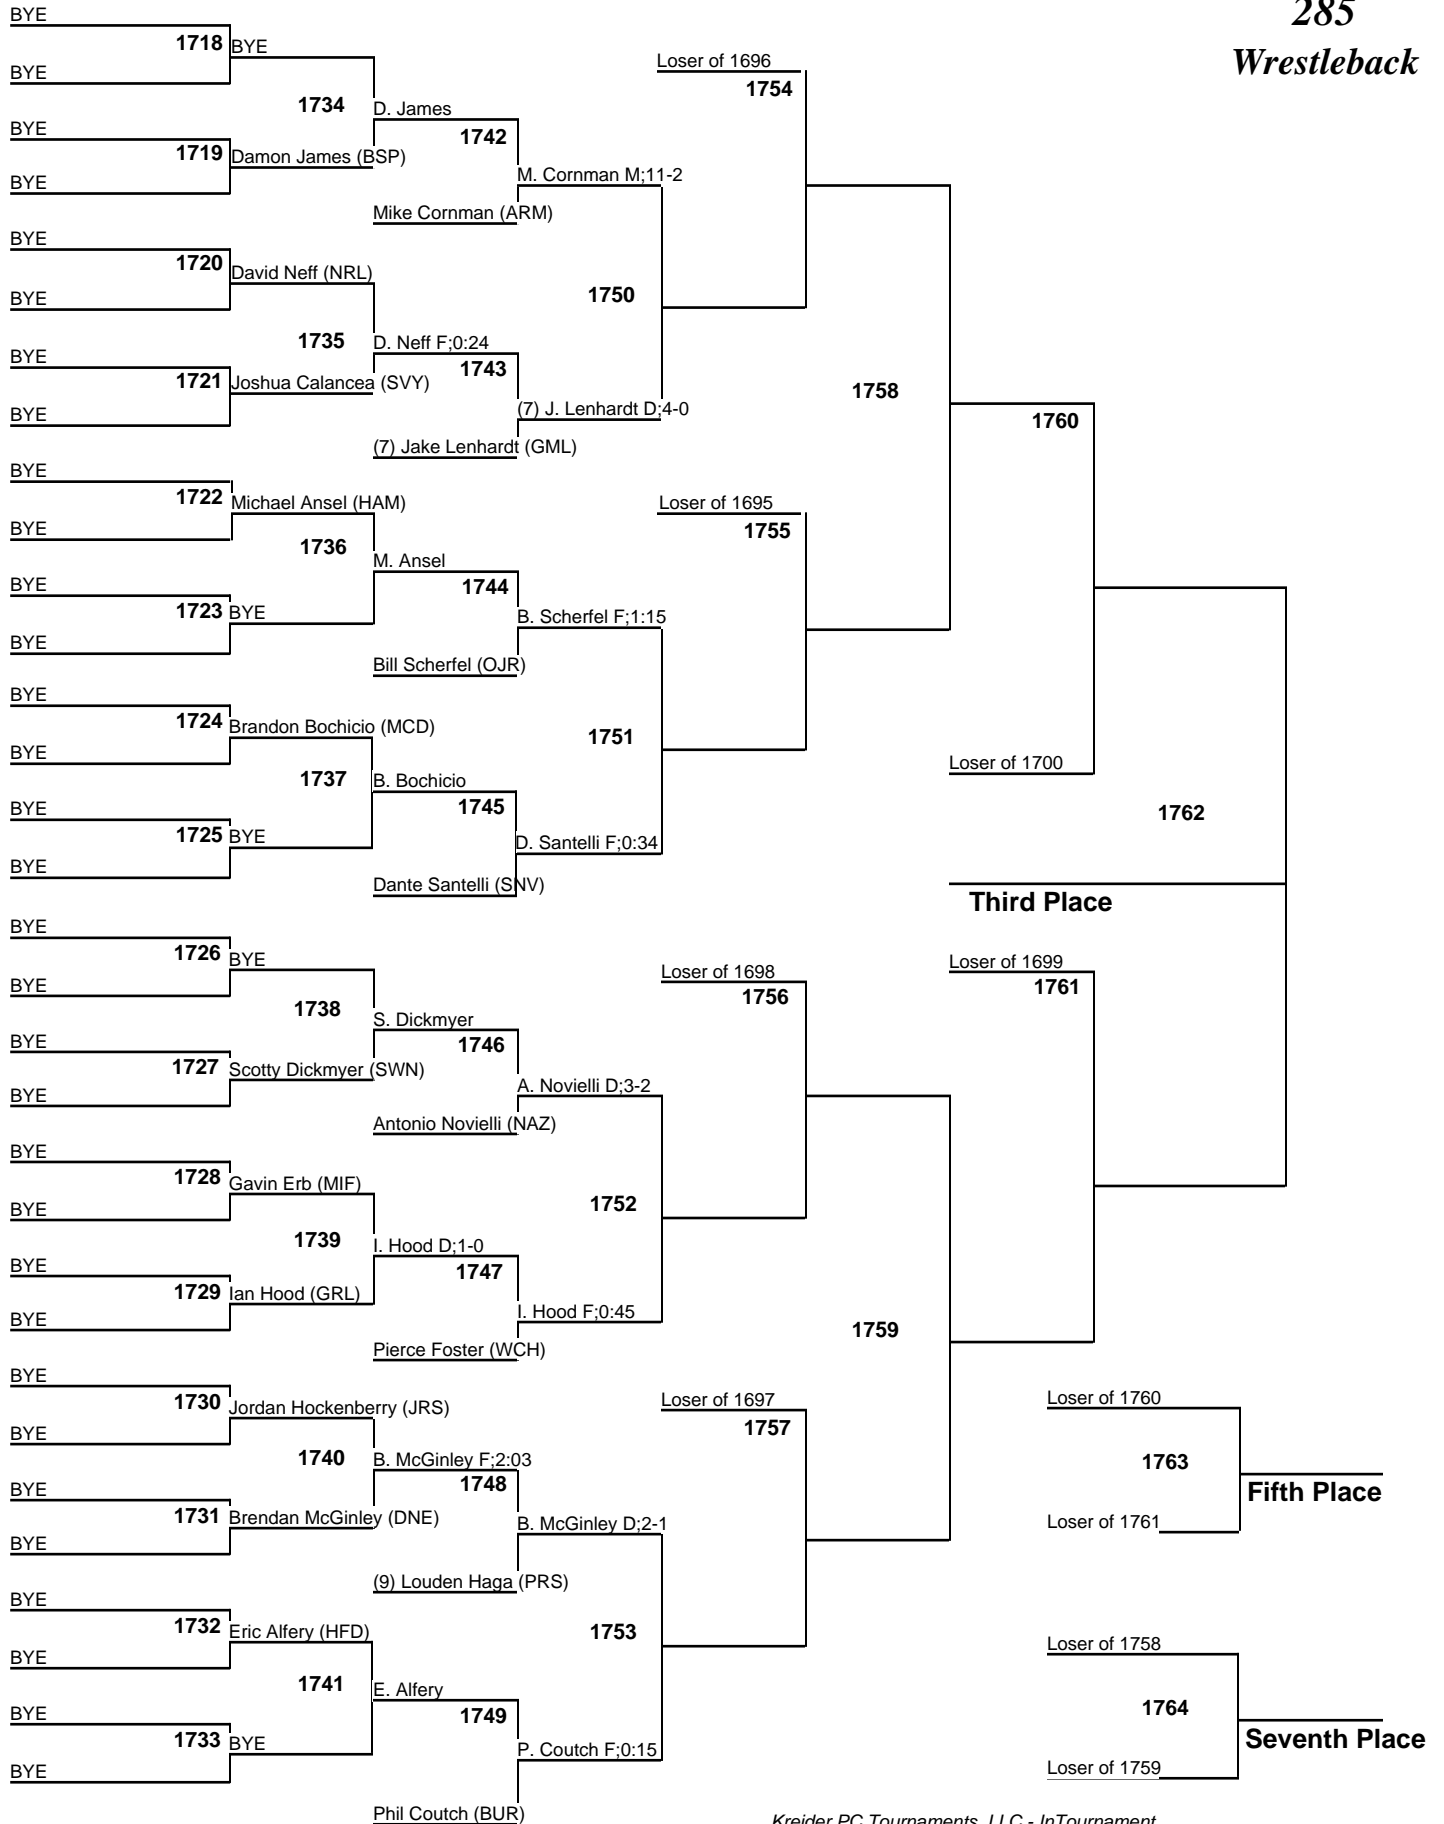 285
Wrestleback
BYE
1718 BYE
BYE
1734 D. James
BYE
1719 Damon James (BSP)
BYE
1742
M. Cornman M;11-2
Mike Cornman (ARM)
Loser of 1696
1754
BYE
1720 David Neff (NRL)
BYE
1750
1735 D. Neff F;0:24
BYE
1721 Joshua Calancea (SVY)
BYE
1743
(7) J. Lenhardt D;4-0
(7) Jake Lenhardt (GML)
1758
1760
BYE
1722 Michael Ansel (HAM)
BYE
1736 M. Ansel
BYE
1723 BYE
BYE
1744
B. Scherfel F;1:15
Bill Scherfel (OJR)
Loser of 1695
1755
BYE
1724 Brandon Bochicio (MCD)
BYE
1751
1737 B. Bochicio
BYE
1725 BYE
BYE
1745
D. Santelli F;0:34
Dante Santelli (SNV)
Loser of 1700
1762
Third Place
BYE
1726 BYE
BYE
1738 S. Dickmyer
BYE
1727 Scotty Dickmyer (SWN)
BYE
1746
A. Novielli D;3-2
Antonio Novielli (NAZ)
Loser of 1698
1756
Loser of 1699
1761
BYE
1728 Gavin Erb (MIF)
BYE
1752
1739 I. Hood D;1-0
BYE
1729 Ian Hood (GRL)
BYE
1747
I. Hood F;0:45
Pierce Foster (WCH)
1759
BYE
1730 Jordan Hockenberry (JRS)
BYE
1740 B. McGinley F;2:03
BYE
1731 Brendan McGinley (DNE)
BYE
1748
B. McGinley D;2-1
(9) Louden Haga (PRS)
Loser of 1697
1757
Loser of 1760
1763
Fifth Place
Loser of 1761
BYE
1732 Eric Alfery (HFD)
BYE
1753
1741 E. Alfery
BYE
1733 BYE
BYE
1749
P. Coutch F;0:15
Phil Coutch (BUR)
Loser of 1758
1764
Seventh Place
Loser of 1759
Kreider PC Tournaments, LLC - InTournament